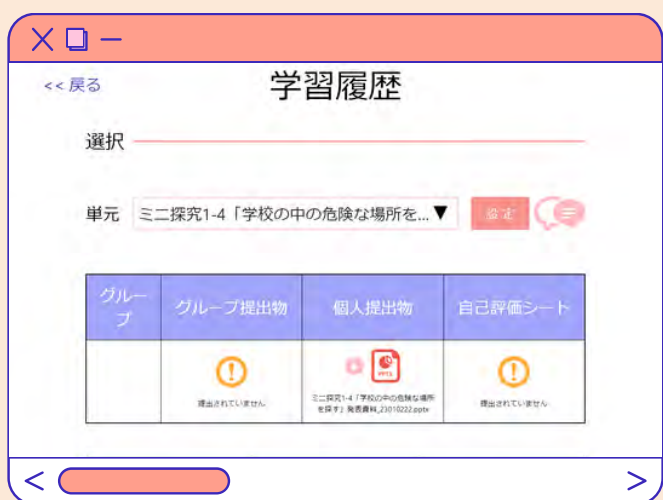 << 戻る
学習履歴
選択
単元 ミニ探究1-4「学校の中の危険な場所を...▼ 設定
グルー
プ
グループ提出物
個人提出物
自己評価シート
提出されていません
PPTX
ミニ探究1-4「学校の中の危険な場所
を探す」発表資料_23010222.pptx
提出されていません